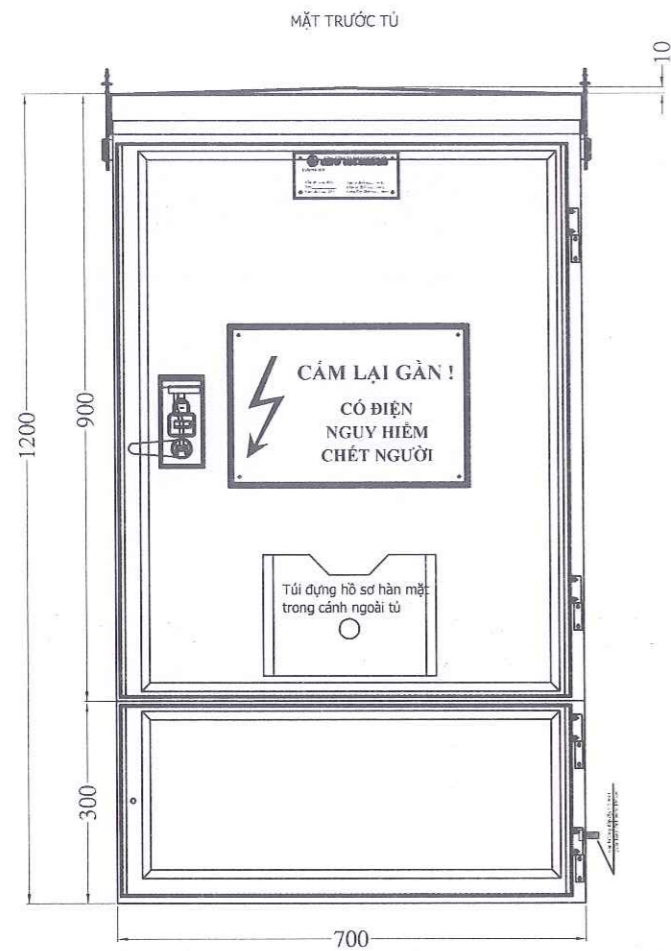 MẶT TRƯỚC TỦ
10
CẤM LẠI GẦN !
CÓ ĐIỆN
NGUY HIỂM
CHẾT NGƯỜI
900
1200
Túi đựng hồ sơ hàn mặt
trong cánh ngoài tủ
300
700